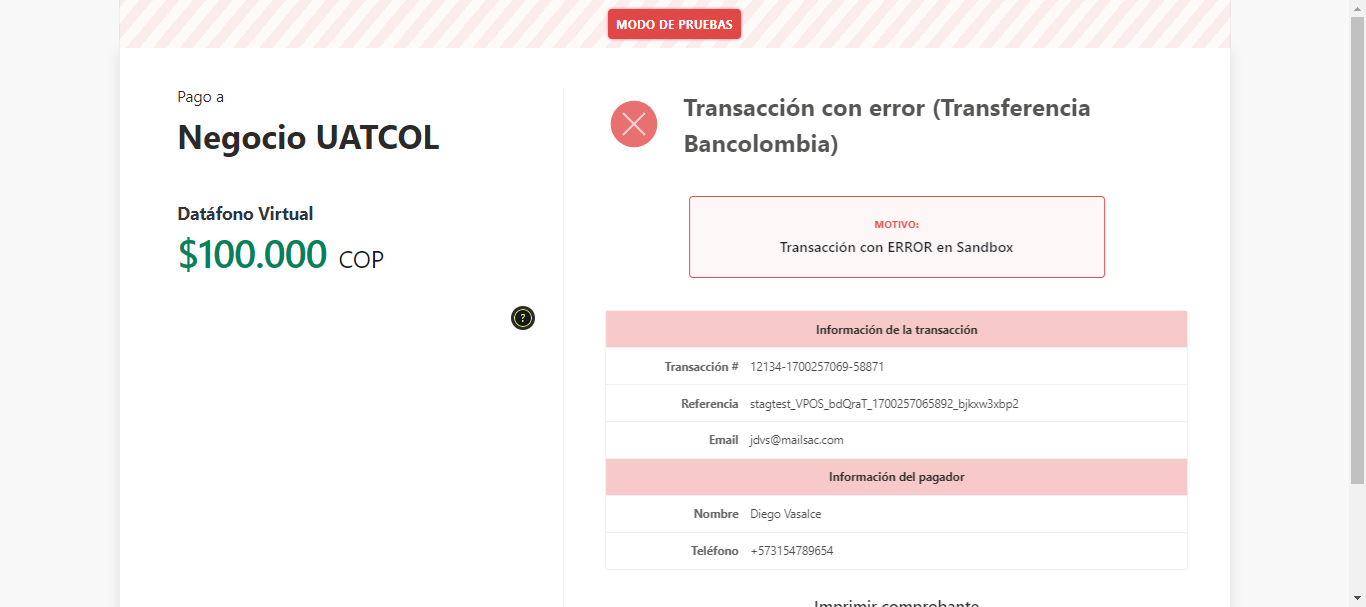 MODO DE PRUEBAS
Pago a
Negocio UATCOL
Datáfono Virtual
$100.000 COP
?
Transacción con error (Transferencia
Bancolombia)
MOTIVO:
Transacción con ERROR en Sandbox
Información de la transacción
Transacción # 12134-1700257069-58871
Referencia stagtest_VPOS_bdQraT_1700257065892_bjkxw3xbp2
Email jdvs@mailsac.com
Información del pagador
Nombre Diego Vasalce
Teléfono +573154789654
Imprimir comprobante